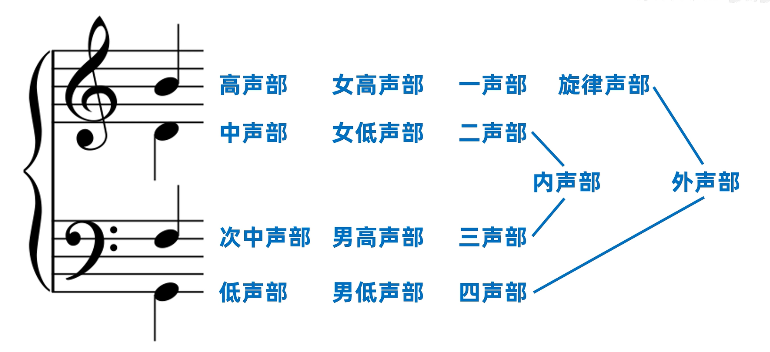 高声部 女高声部 一声部 旋律声部
中声部 女低声部 二声部
内声部 外声部
次中声部 男高声部 三声部
低声部 男低声部 四声部